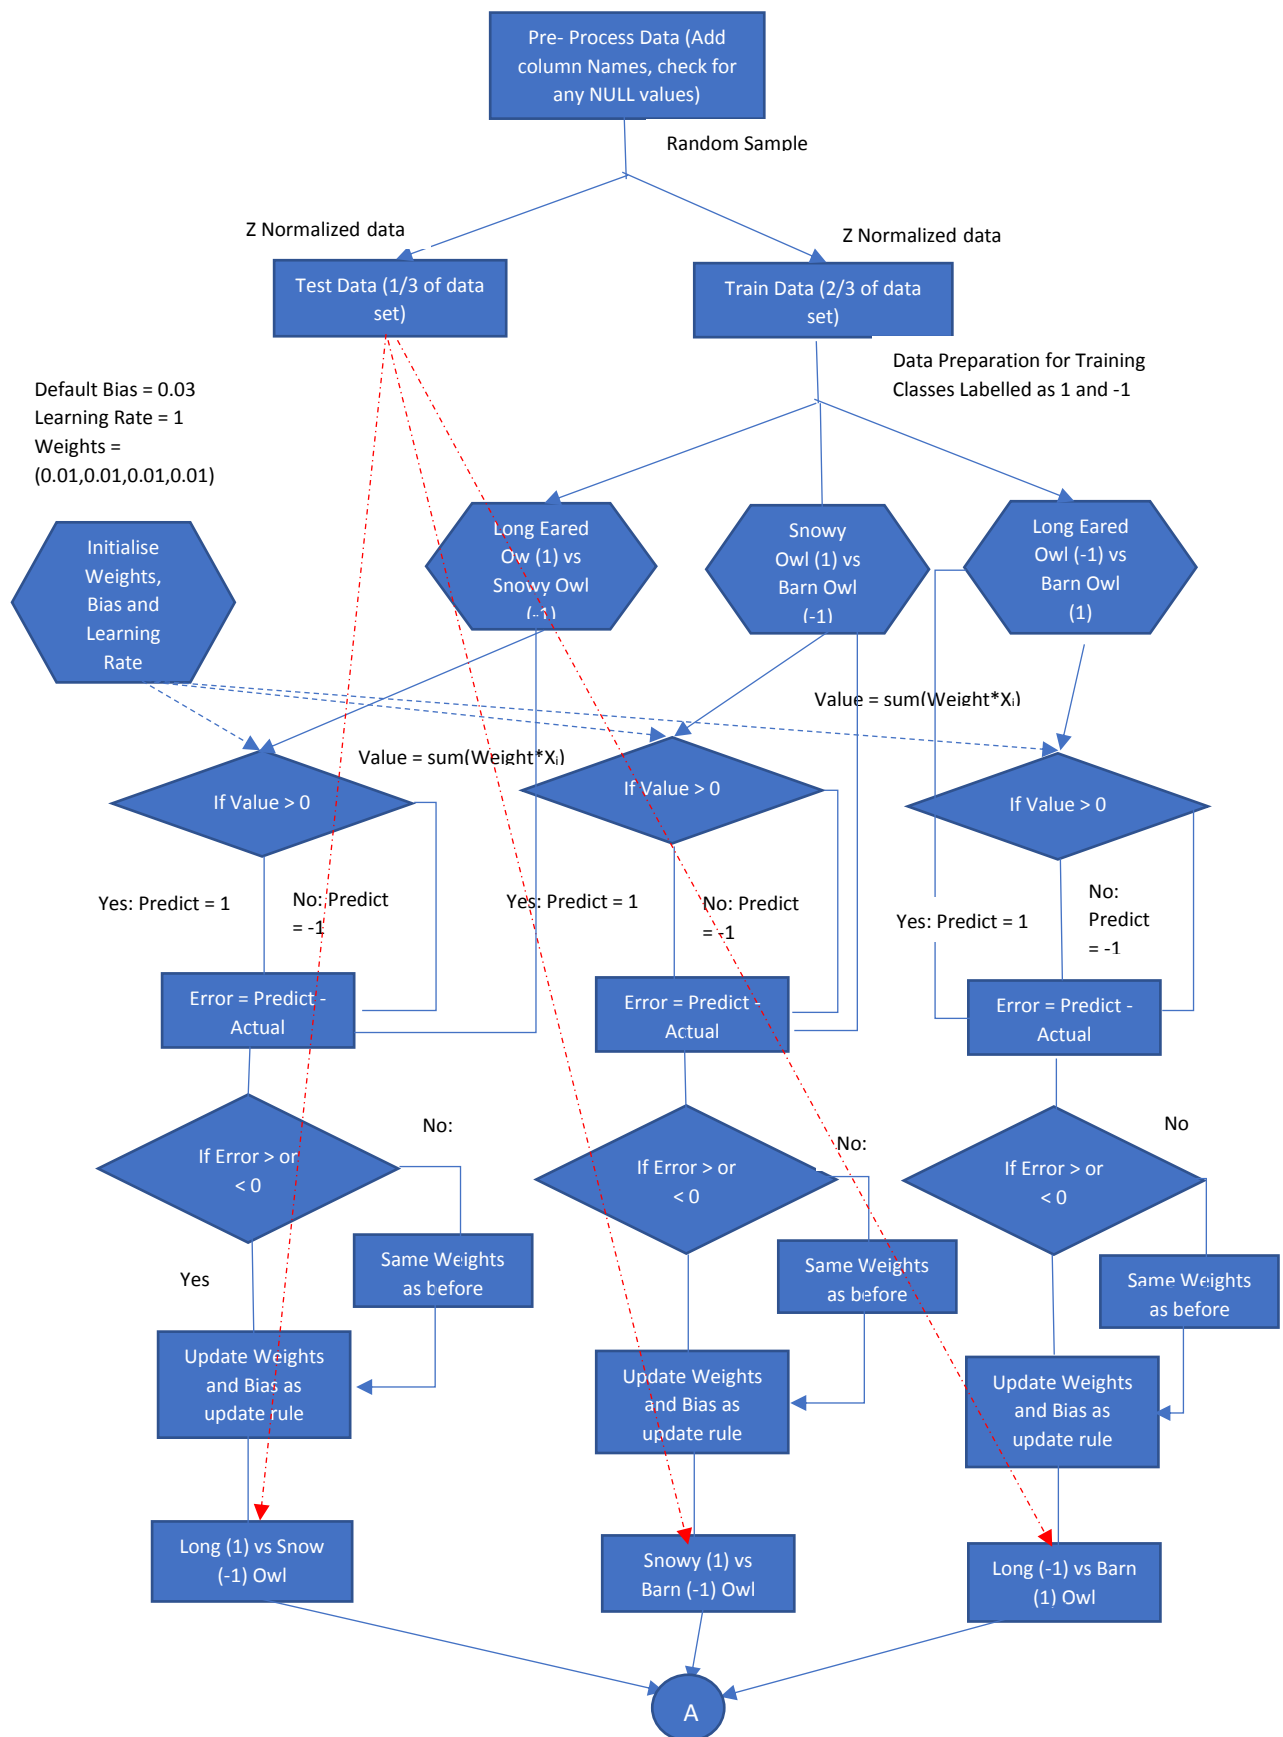 Pre- Process Data (Add
column Names, check for
any NULL values)
Random Sample
Z Normalized data
Z Normalized data
Test Data (1/3 of data
set)
Train Data (2/3 of data
set)
Data Preparation for Training
Classes Labelled as 1 and -1
Default Bias = 0.03
Learning Rate = 1
Weights =
(0.01,0.01,0.01,0.01)
Initialise
Weights,
Bias and
Learning
Rate
Long Eared
Ow (1) vs
Snowy Owl
(-1)
Snowy
Owl (1) vs
Barn Owl
(-1)
Long Eared
Owl (-1) vs
Barn Owl
(1)
Value = sum(Weight*Xi)
Value = sum(Weight*Xi)
If Value > 0
If Value > 0
If Value > 0
Yes: Predict = 1
No: Predict
= -1
Yes: Predict = 1
No: Predict
= -1
Yes: Predict = 1
No:
Predict
= -1
Error = Predict -
Actual
Error = Predict -
Actual
Error = Predict -
Actual
No:
No:
No
If Error > or
< 0
If Error > or
< 0
If Error > or
< 0
Yes
Same Weights
as before
Same Weights
as before
Same Weights
as before
Update Weights
and Bias as
update rule
Update Weights
and Bias as
update rule
Update Weights
and Bias as
update rule
Long (1) vs Snow
(-1) Owl
Snowy (1) vs
Barn (-1) Owl
Long (-1) vs Barn
(1) Owl
A